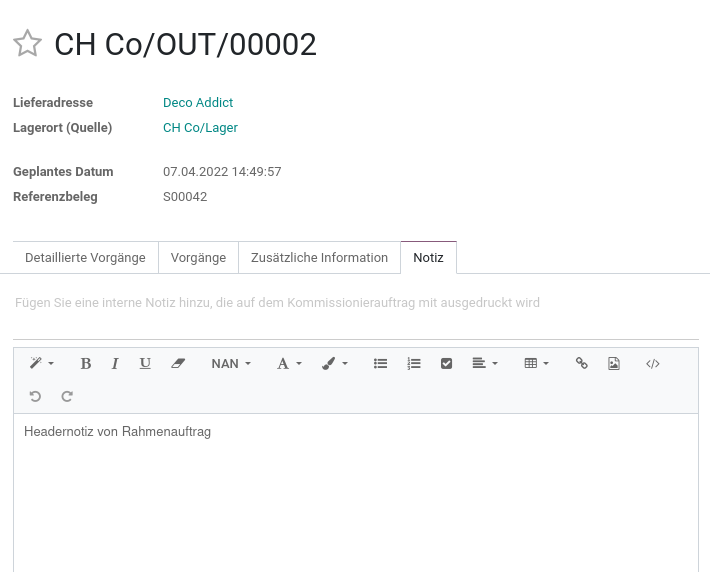 CH Co/OUT/00002
Lieferadresse Deco Addict
Lagerort (Quelle) CH Co/Lager
Geplantes Datum 07.04.2022 14:49:57
Referenzbeleg S00042
Detaillierte Vorgänge Vorgänge Zusätzliche Information Notiz
Fügen Sie eine interne Notiz hinzu, die auf dem Kommissionierauftrag mit ausgedruckt wird
B I U NAN A </>
Headernotiz von Rahmenauftrag